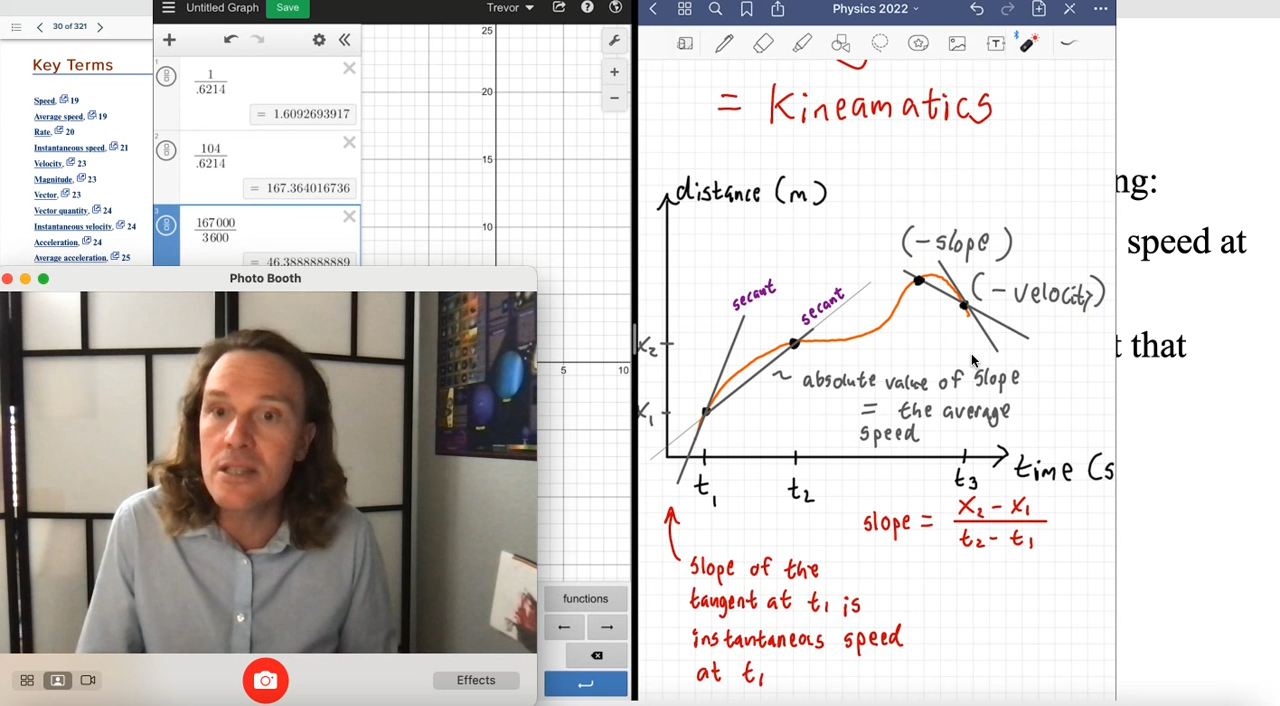 30 of 321
Key Terms
Speed, 19
Average speed, 19
Rate, 20
Instantaneous speed, 21
Velocity, 23
Magnitude, 23
Vector, 23
Vector quantity, 24
Instantaneous velocity, 24
Acceleration, 24
Average acceleration, 25
Untitled Graph
Save
Trevor
1
1
.6214
= 1.6092693917
2
104
.6214
= 167.364016736
3
167000
3600
= 46.3888888889
25
20
15
10
5
10
functions
Photo Booth
Effects
Physics 2022
= Kineamatics
distance (m)
(-slope)
(-velocity)
secant
secant
x2
x1
~ absolute value of slope
= the average
speed
t1
t2
t3
time (s
slope = x2 - x1
t2 - t1
slope of the
tangent at t1 is
instantaneous speed
at t1
ng:
speed at
t that